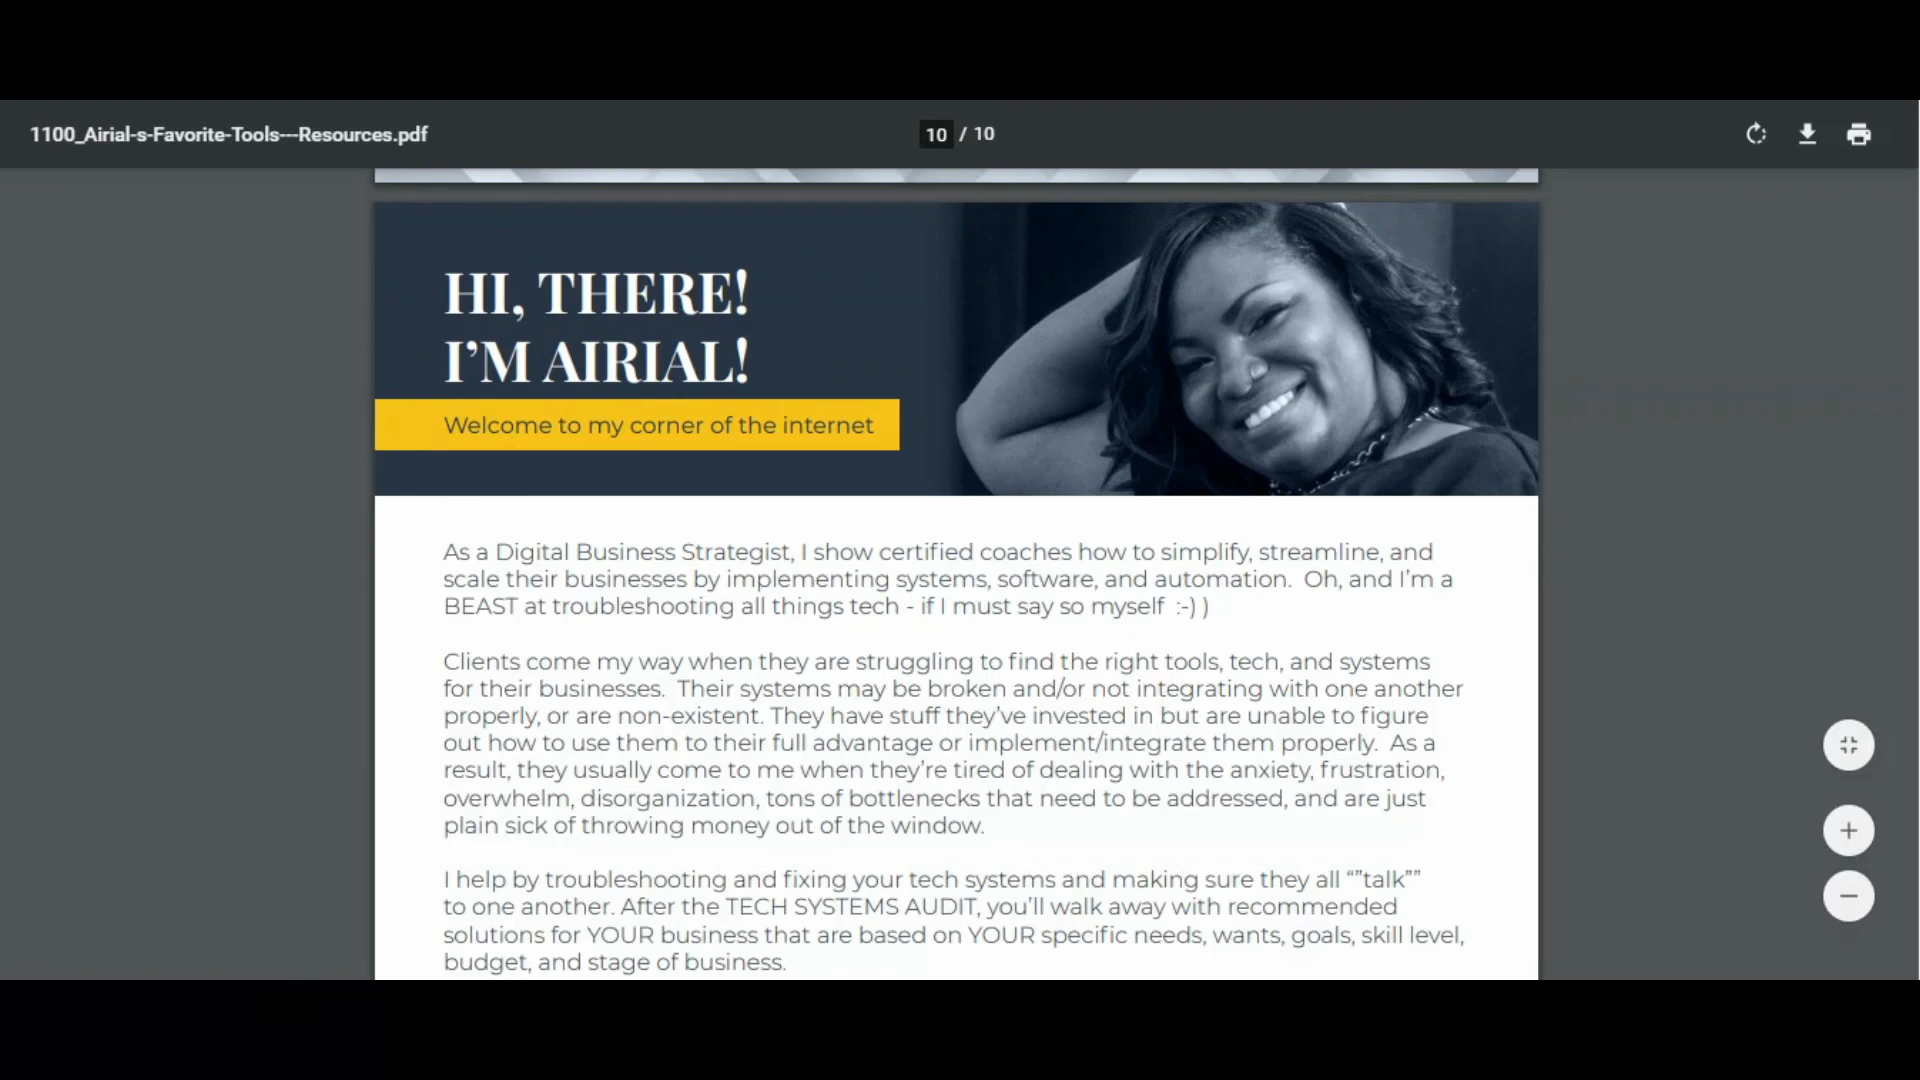 1100_Airial-s-Favorite-Tools---Resources.pdf
10 / 10
HI, THERE!
I’M AIRIAL!
Welcome to my corner of the internet
As a Digital Business Strategist, I show certified coaches how to simplify, streamline, and
scale their businesses by implementing systems, software, and automation.  Oh, and I’m a
BEAST at troubleshooting all things tech - if I must say so myself  :-) )
Clients come my way when they are struggling to find the right tools, tech, and systems
for their businesses.  Their systems may be broken and/or not integrating with one another
properly, or are non-existent. They have stuff they’ve invested in but are unable to figure
out how to use them to their full advantage or implement/integrate them properly.  As a
result, they usually come to me when they’re tired of dealing with the anxiety, frustration,
overwhelm, disorganization, tons of bottlenecks that need to be addressed, and are just
plain sick of throwing money out of the window.
I help by troubleshooting and fixing your tech systems and making sure they all “”talk””
to one another. After the TECH SYSTEMS AUDIT, you’ll walk away with recommended
solutions for YOUR business that are based on YOUR specific needs, wants, goals, skill level,
budget, and stage of business.